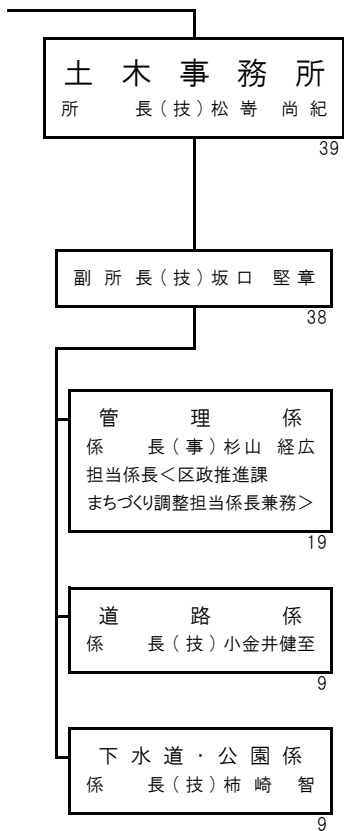 土木事務所
所長(技)松嵜尚紀
39
副所長(技)坂口堅章
38
管理係
係長(事)杉山経広
担当係長<区政推進課
まちづくり調整担当係長兼務>
19
道路係
係長(技)小金井健至
9
下水道・公園係
係長(技)柿崎智
9